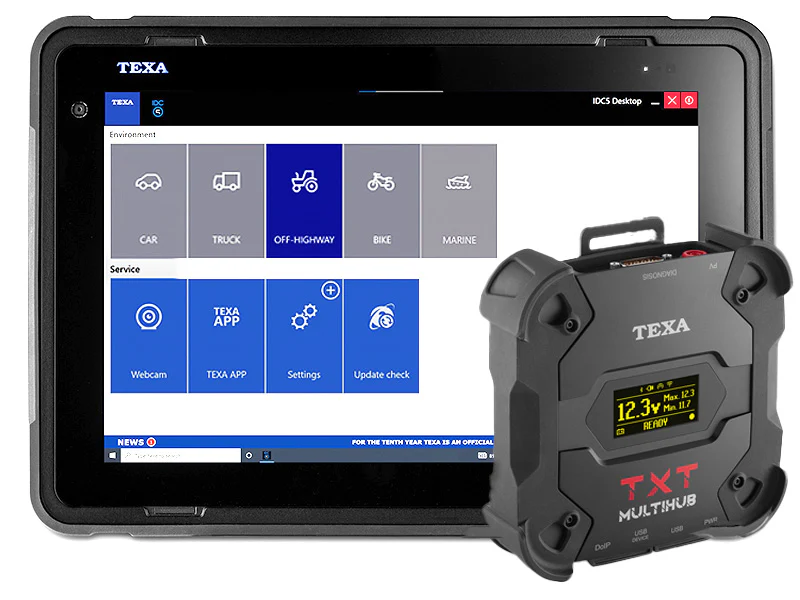 TEXA
TEXA
IDC
5
IDC5 Desktop
Environment
CAR
TRUCK
OFF-HIGHWAY
BIKE
MARINE
Service
TEXA
APP
Webcam
TEXA APP
Settings
Update check
NEWS
FOR THE TENTH YEAR TEXA IS AN OFFICIAL
DIAGNOSIS
TEXA
12.3v
Max. 12.3
Min. 11.7
READY
TXT
MULTIHUB
DoIP
USB
DEVICE
USB
PWR